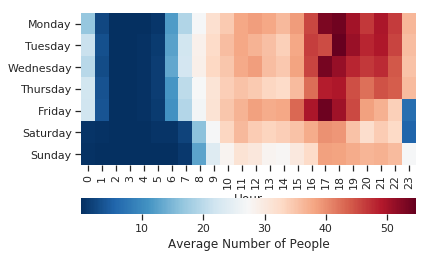 Monday
Tuesday
Wednesday
Thursday
Friday
Saturday
Sunday
0 1 2 3 4 5 6 7 8 9 10 11 12 13 14 15 16 17 18 19 20 21 22 23
Hour
10 20 30 40 50
Average Number of People